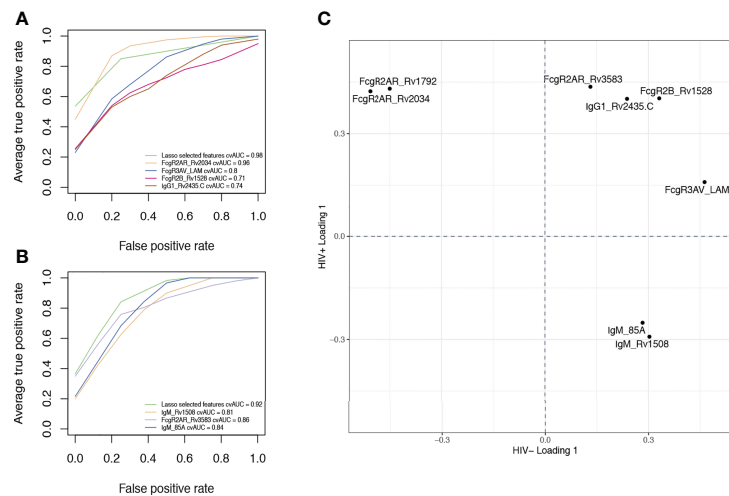 A
Average true positive rate
1.0
0.8
0.6
0.4
0.2
0.0
Lasso selected features cvAUC = 0.98
FcgR2AR_Rv2034 cvAUC = 0.96
FcgR3AV_LAM cvAUC = 0.8
FcgR2B_Rv1528 cvAUC = 0.71
IgG1_Rv2435.C cvAUC = 0.74
0.0 0.2 0.4 0.6 0.8 1.0
False positive rate
B
Average true positive rate
1.0
0.8
0.6
0.4
0.2
0.0
Lasso selected features cvAUC = 0.92
IgM_Rv1508 cvAUC = 0.81
FcgR2AR_Rv3583 cvAUC = 0.86
IgM_85A cvAUC = 0.84
0.0 0.2 0.4 0.6 0.8 1.0
False positive rate
C
HIV+ Loading 1
0.3
0.0
−0.3
FcgR2AR_Rv1792
FcgR2AR_Rv2034
FcgR2AR_Rv3583
FcgR2B_Rv1528
IgG1_Rv2435.C
FcgR3AV_LAM
IgM_85A
IgM_Rv1508
−0.3 0.0 0.3
HIV− Loading 1